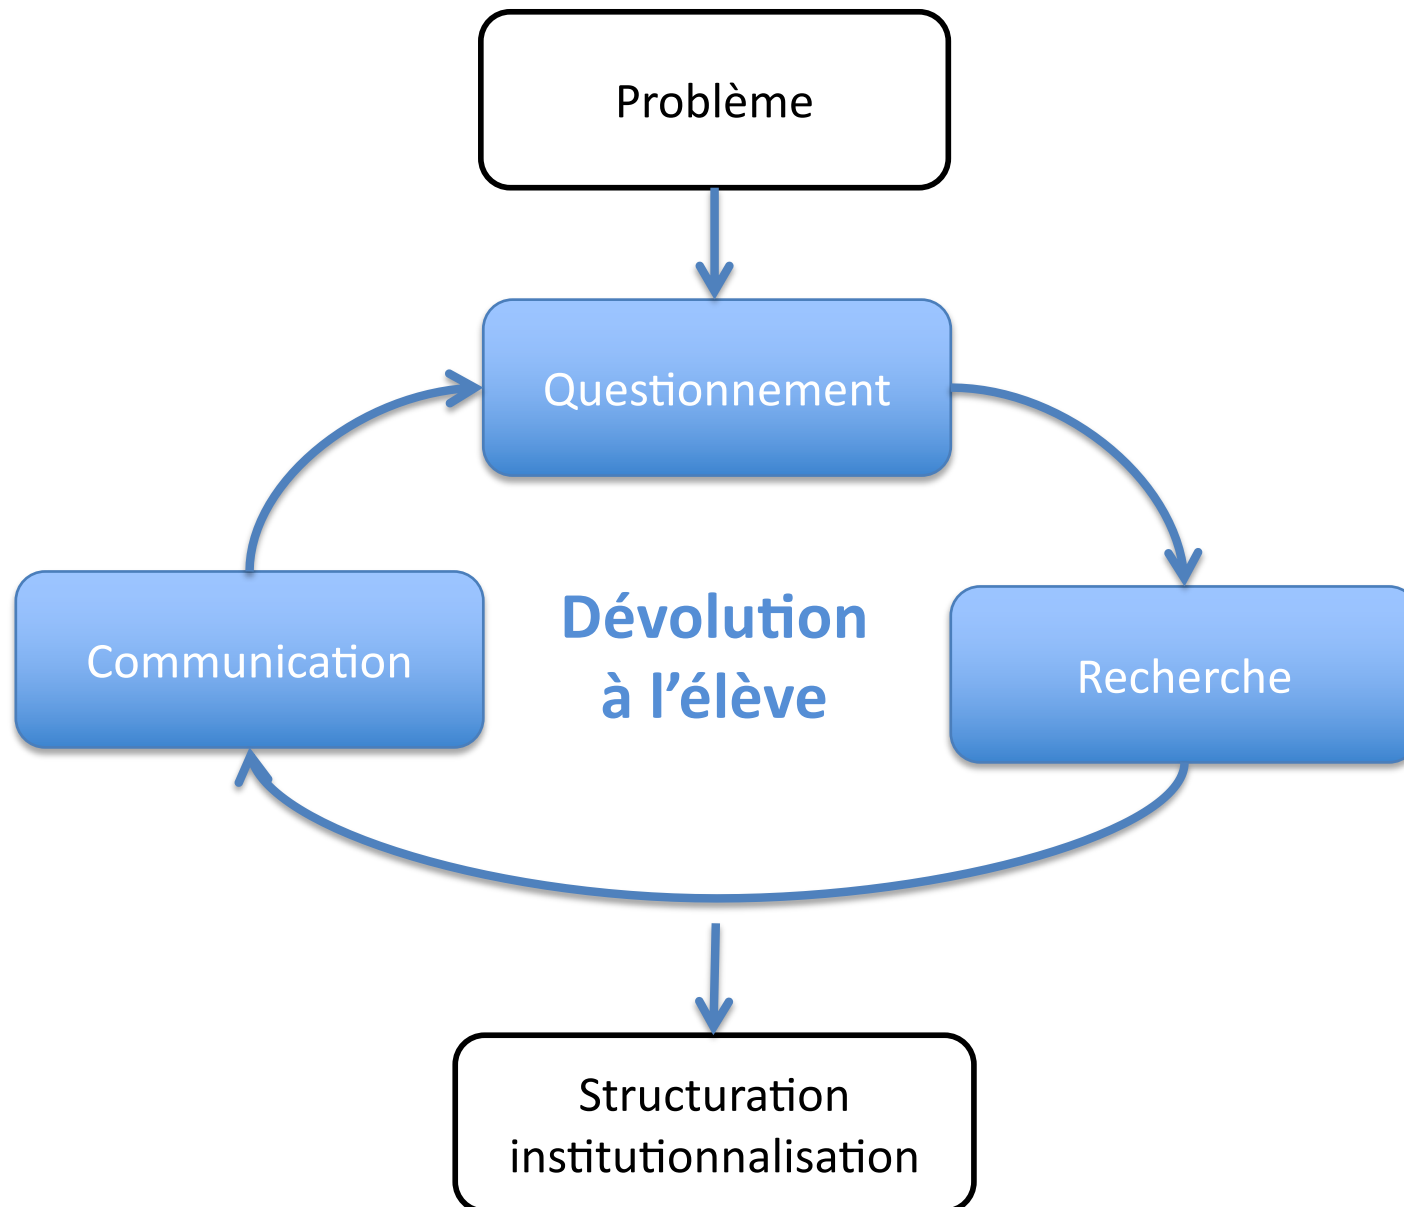 Problème
Questionnement
Dévolution
à l’élève
Communication
Recherche
Structuration
institutionnalisation